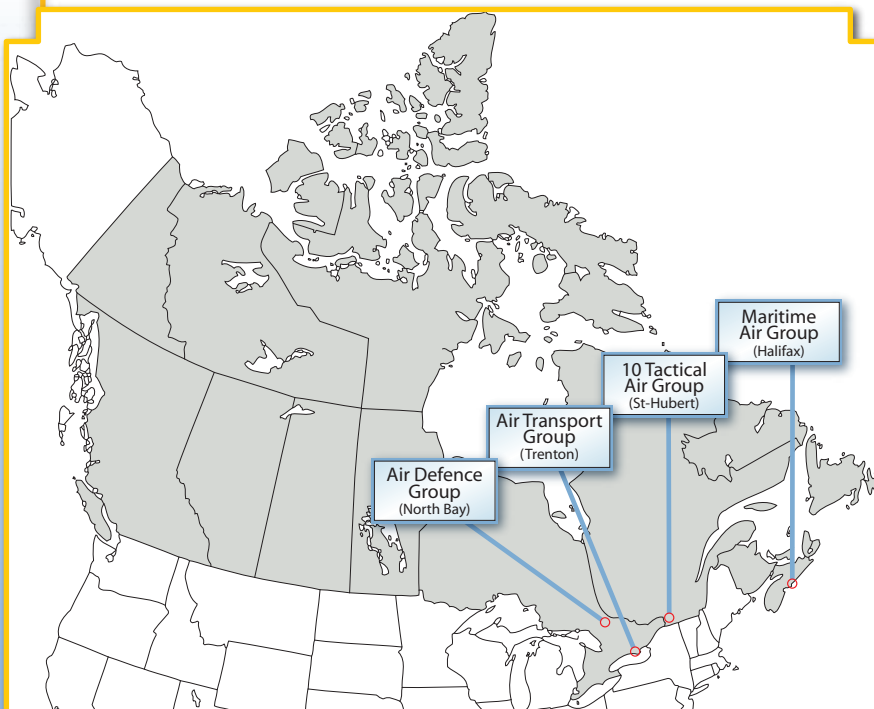 Maritime
Air Group
(Halifax)
10 Tactical
Air Group
(St-Hubert)
Air Transport
Group
(Trenton)
Air Defence
Group
(North Bay)